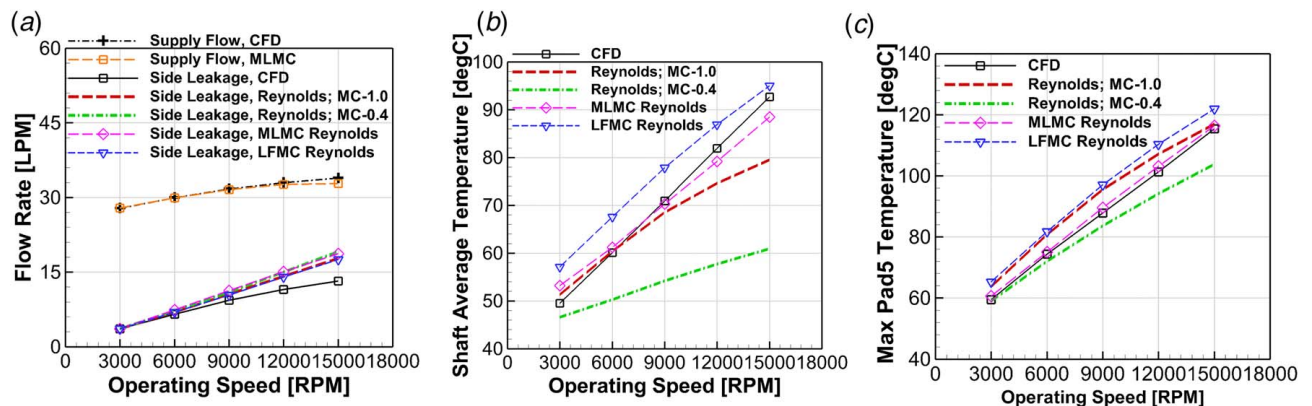 (a)
Supply Flow, CFD
Supply Flow, MLMC
Side Leakage, CFD
Side Leakage, Reynolds; MC-1.0
Side Leakage, Reynolds; MC-0.4
Side Leakage, MLMC Reynolds
Side Leakage, LFMC Reynolds
60
45
30
15
0
Flow Rate [LPM]
0 3000 6000 9000 12000 15000 18000
Operating Speed [RPM]
(b)
CFD
Reynolds; MC-1.0
Reynolds; MC-0.4
MLMC Reynolds
LFMC Reynolds
100
90
80
70
60
50
40
Shaft Average Temperature [degC]
0 3000 6000 9000 12000 15000 18000
Operating Speed [RPM]
(c)
CFD
Reynolds; MC-1.0
Reynolds; MC-0.4
MLMC Reynolds
LFMC Reynolds
140
120
100
80
60
40
Max Pad5 Temperature [degC]
0 3000 6000 9000 12000 15000 18000
Operating Speed [RPM]